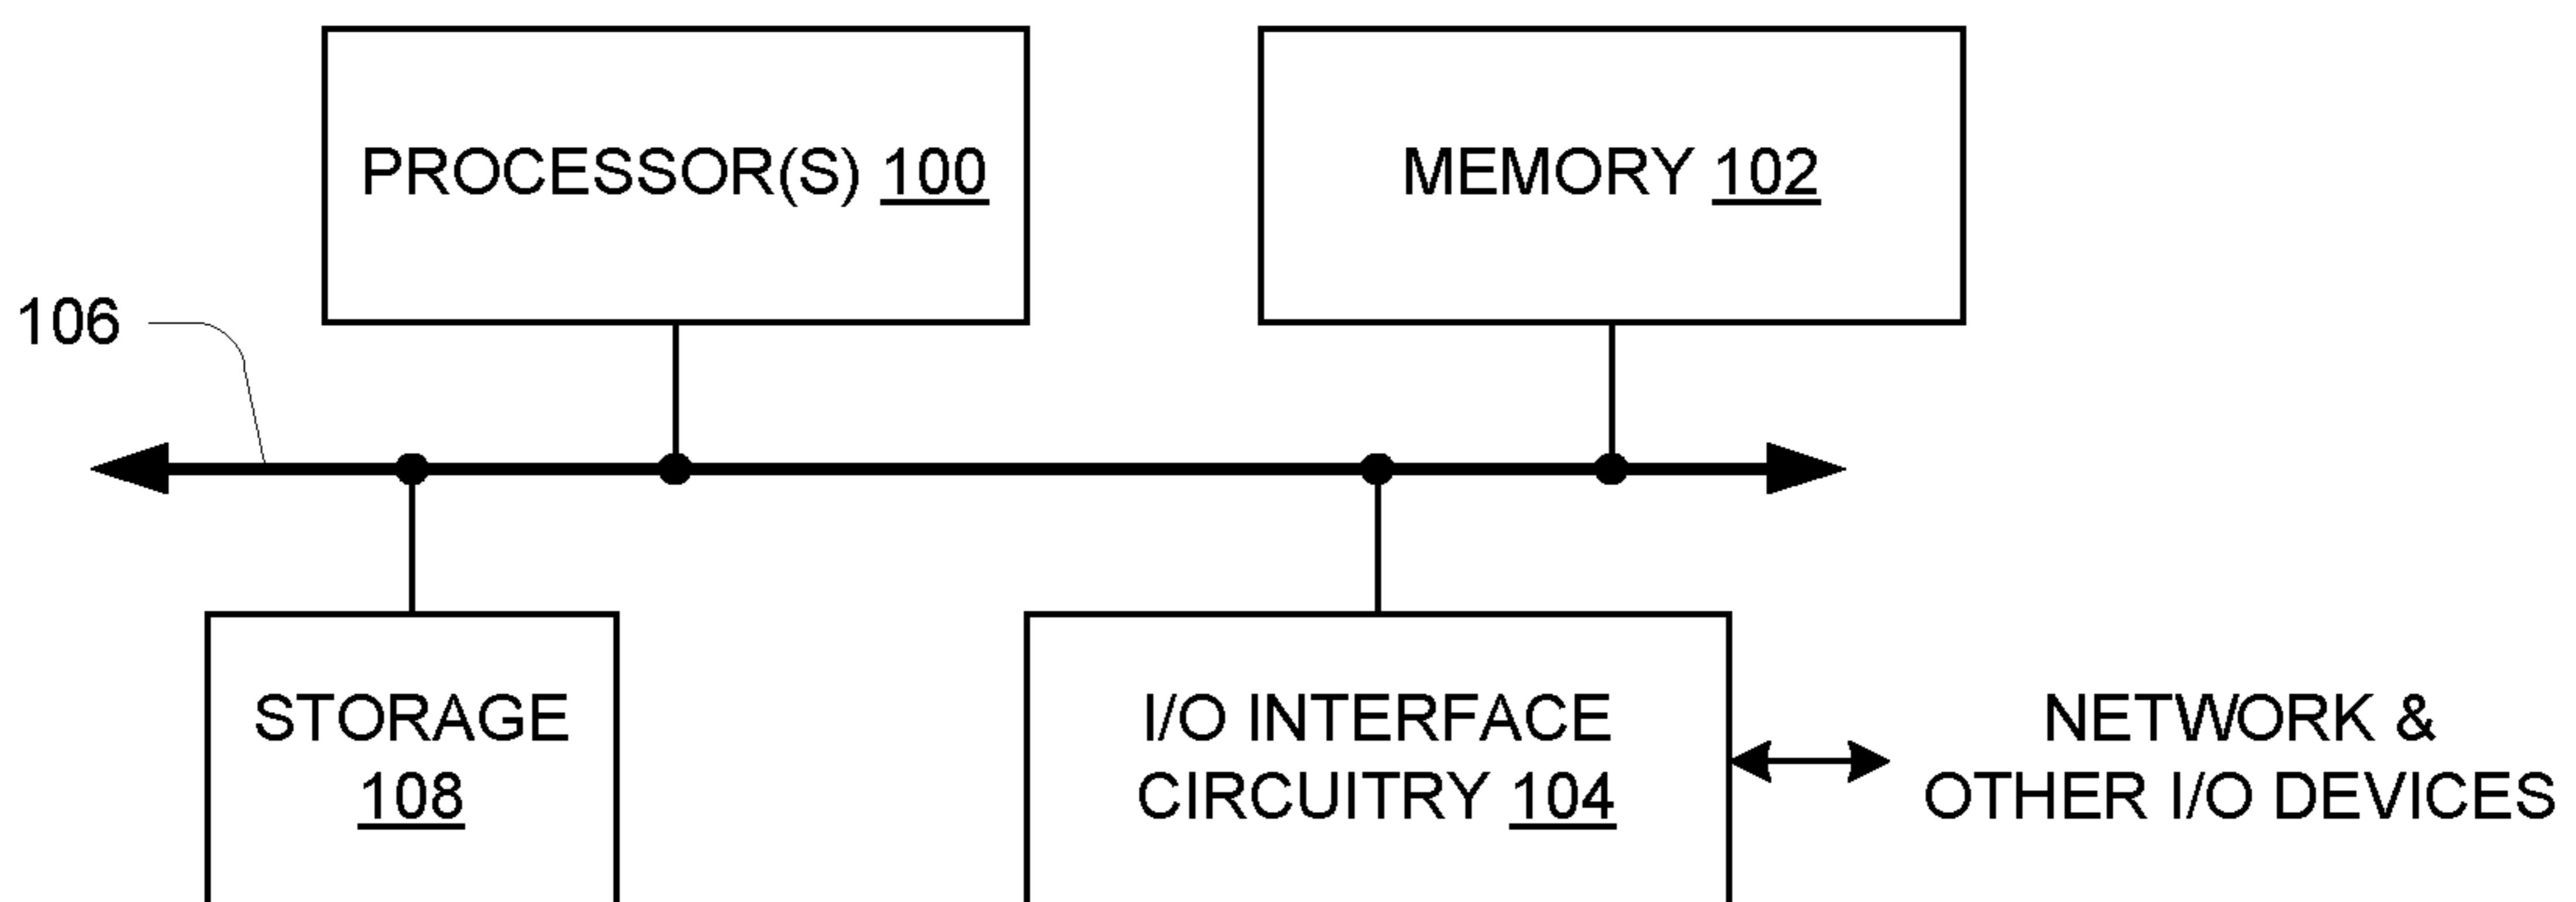 PROCESSOR(S) 100
MEMORY 102
106
STORAGE
108
I/O INTERFACE
CIRCUITRY 104
NETWORK &
OTHER I/O DEVICES